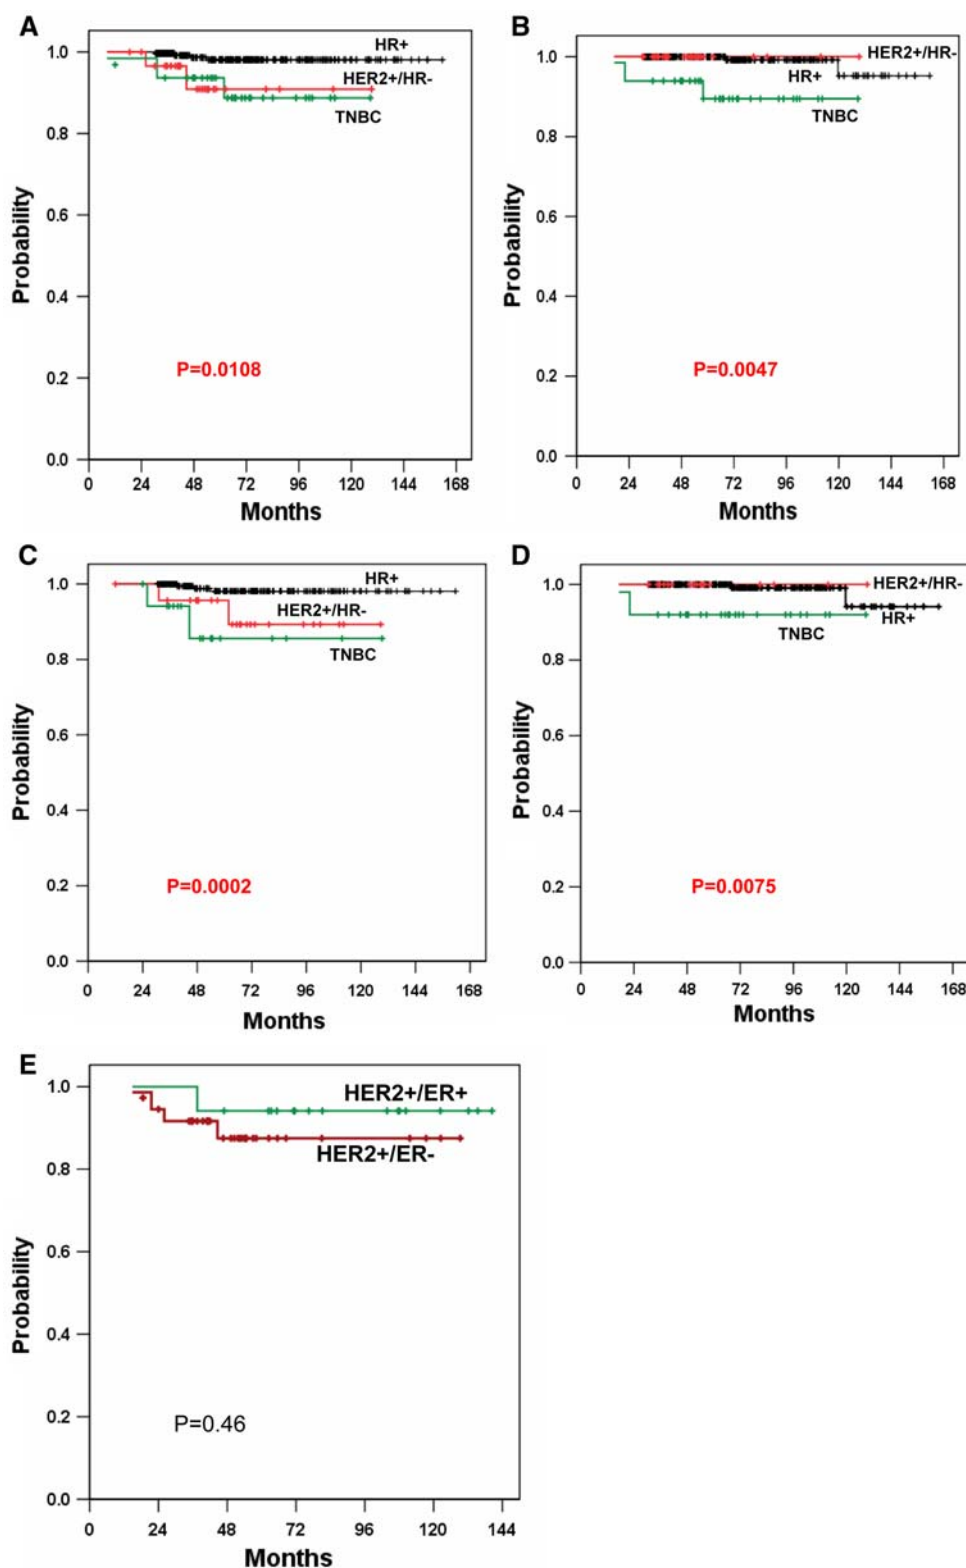 A
1.0
0.8
0.6
0.4
0.2
0.0
Probability
HR+
HER2+/HR-
TNBC
P=0.0108
0 24 48 72 96 120 144 168
Months
B
1.0
0.8
0.6
0.4
0.2
0.0
Probability
HER2+/HR-
HR+
TNBC
P=0.0047
0 24 48 72 96 120 144 168
Months
C
1.0
0.8
0.6
0.4
0.2
0.0
Probability
HR+
HER2+/HR-
TNBC
P=0.0002
0 24 48 72 96 120 144 168
Months
D
1.0
0.8
0.6
0.4
0.2
0.0
Probability
HER2+/HR-
HR+
TNBC
P=0.0075
0 24 48 72 96 120 144 168
Months
E
1.0
0.8
0.6
0.4
0.2
0.0
Probability
HER2+/ER+
HER2+/ER-
P=0.46
0 24 48 72 96 120 144
Months